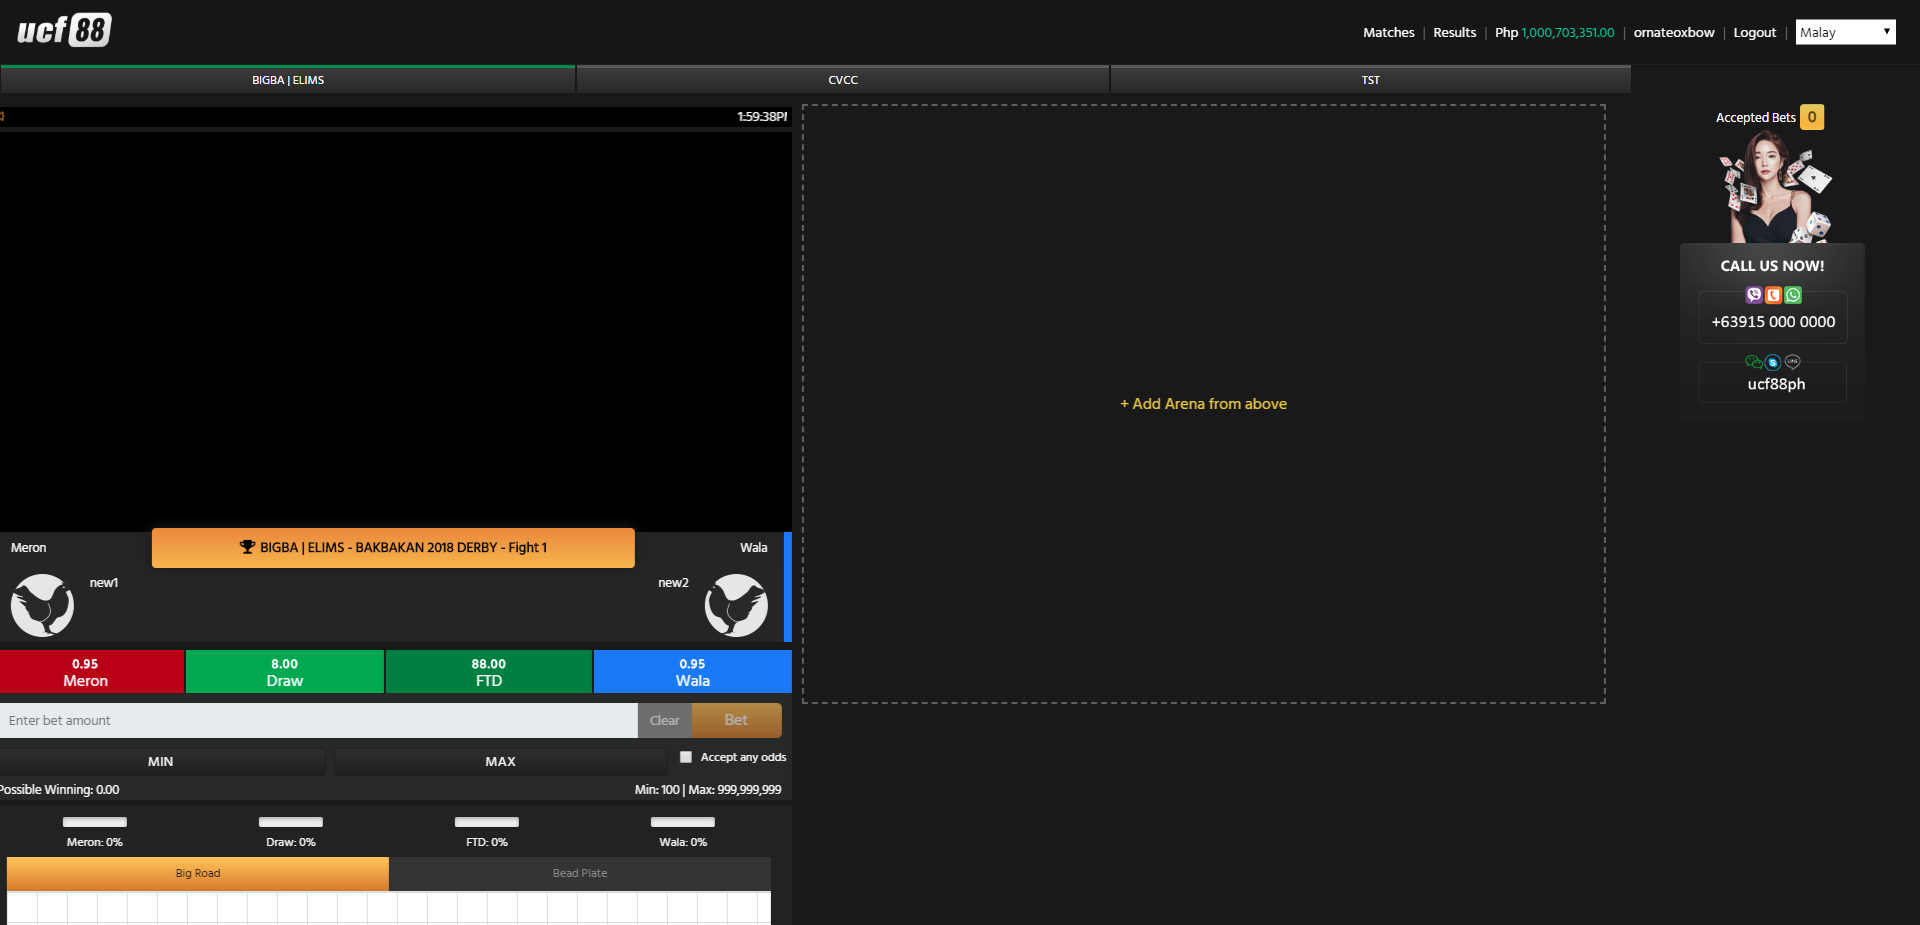 ucf 88
Matches | Results | Php 1,000,703,351.00 | ornateoxbow | Logout | Malay
BIGBA | ELIMS
CVCC
TST
1:59:38P
Accepted Bets 0
CALL US NOW!
+63915 000 0000
LINE
ucf88ph
+ Add Arena from above
Meron
BIGBA | ELIMS - BAKBAKAN 2018 DERBY - Fight 1
Wala
new1
new2
0.95
Meron
8.00
Draw
88.00
FTD
0.95
Wala
Enter bet amount
Clear
Bet
MIN
MAX
Accept any odds
Possible Winning: 0.00
Min: 100 | Max: 999,999,999
Meron: 0%
Draw: 0%
FTD: 0%
Wala: 0%
Big Road
Bead Plate